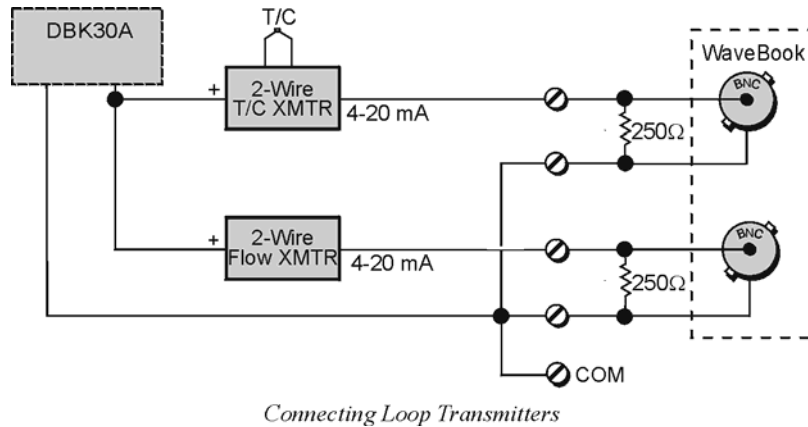 DBK30A
T/C
WaveBook
2-Wire
T/C XMTR
+
4-20 mA
BNC
250Ω
2-Wire
Flow XMTR
+
4-20 mA
BNC
250Ω
COM
Connecting Loop Transmitters